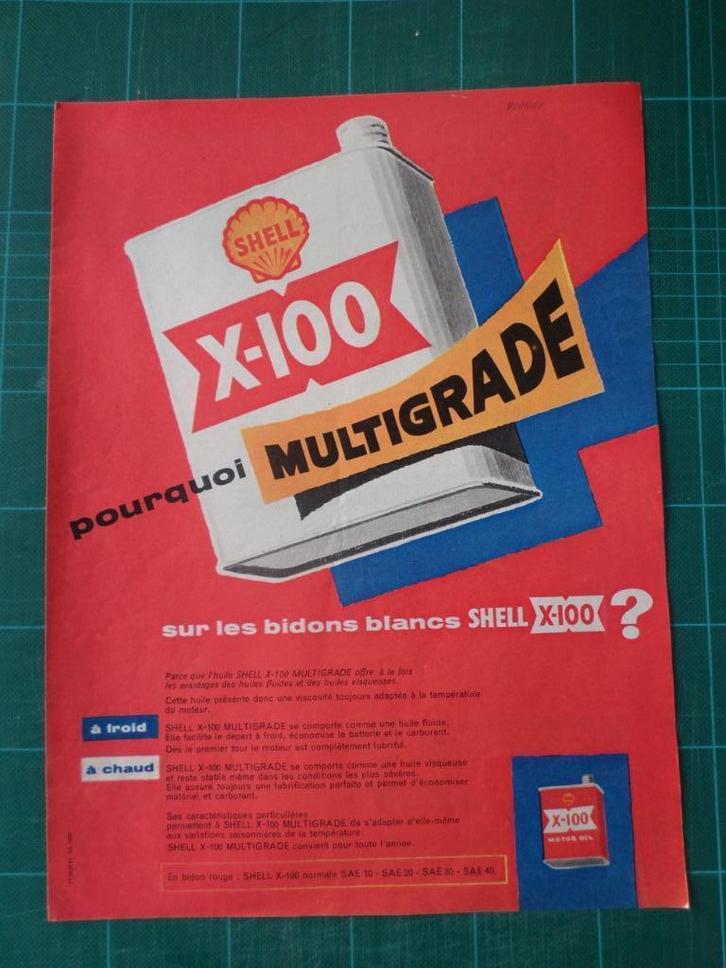 SHELL
X-100
pourquoi MULTIGRADE
sur les bidons blancs SHELL X-100 ?
Parce que l'huile SHELL X-100 MULTIGRADE offre à la fois
les avantages des huiles fluides et des huiles visqueuses.
Cette huile présente donc une viscosité toujours adaptée à la température
du moteur.
à froid
SHELL X-100 MULTIGRADE se comporte comme une huile fluide.
Elle facilite le départ à froid, économise la batterie et le carburant.
Dès le premier tour le moteur est complètement lubrifié.
à chaud
SHELL X-100 MULTIGRADE se comporte comme une huile visqueuse
et reste stable même dans les conditions les plus sévères.
Elle assure toujours une lubrification parfaite et permet d'économiser
matériel et carburant.
Ses caractéristiques particulières
permettent à SHELL X-100 MULTIGRADE de s'adapter d'elle-même
aux variations saisonnières de la température.
SHELL X-100 MULTIGRADE convient pour toute l'année.
En bidon rouge : SHELL X-100 normale SAE 10 - SAE 20 - SAE 30 - SAE 40.
X-100
MOTOR OIL